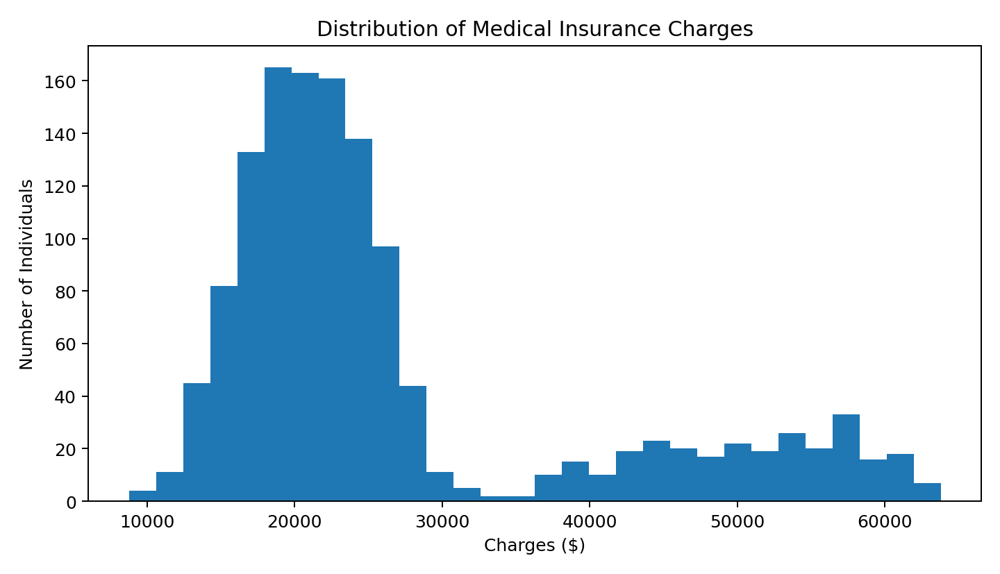 Distribution of Medical Insurance Charges
Number of Individuals
160
140
120
100
80
60
40
20
0
10000 20000 30000 40000 50000 60000
Charges ($)